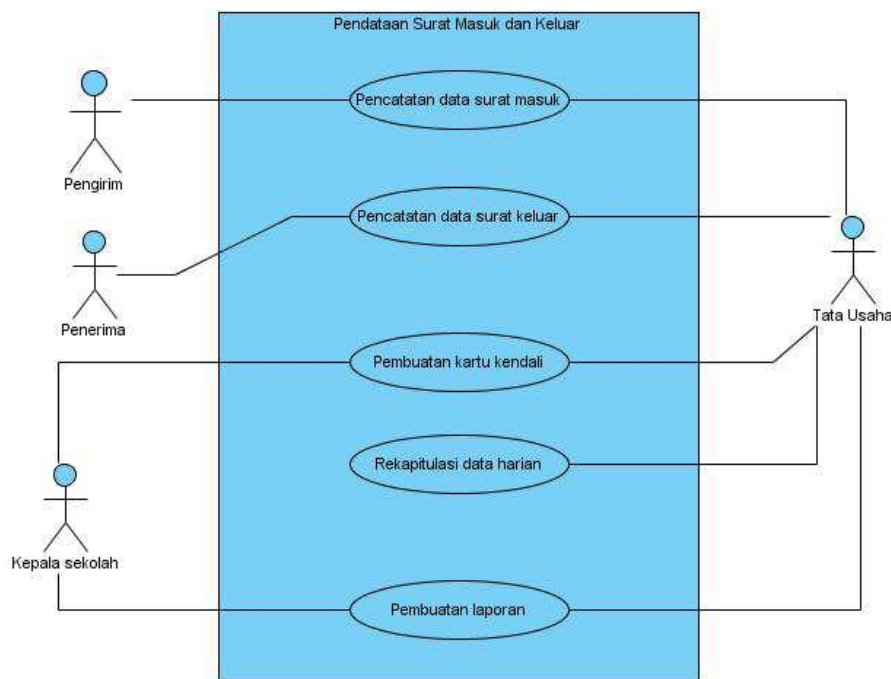 Pendataan Surat Masuk dan Keluar
Pencatatan data surat masuk
Pengirim
Pencatatan data surat keluar
Penerima
Tata Usaha
Pembuatan kartu kendali
Rekapitulasi data harian
Kepala sekolah
Pembuatan laporan